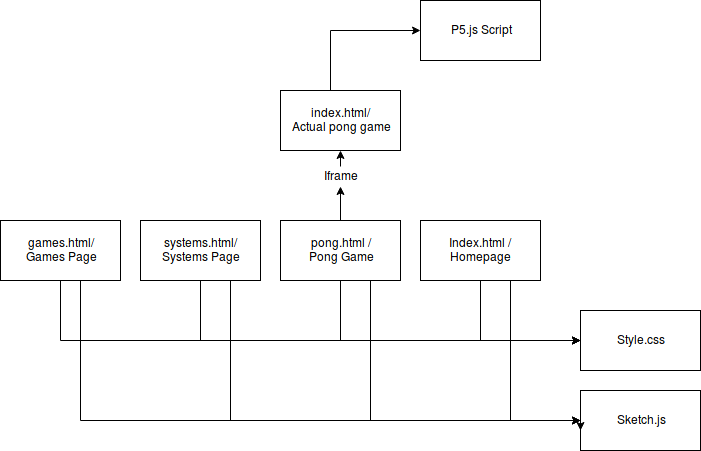 P5.js Script
index.html/
Actual pong game
Iframe
games.html/
Games Page
systems.html/
Systems Page
pong.html /
Pong Game
Index.html /
Homepage
Style.css
Sketch.js